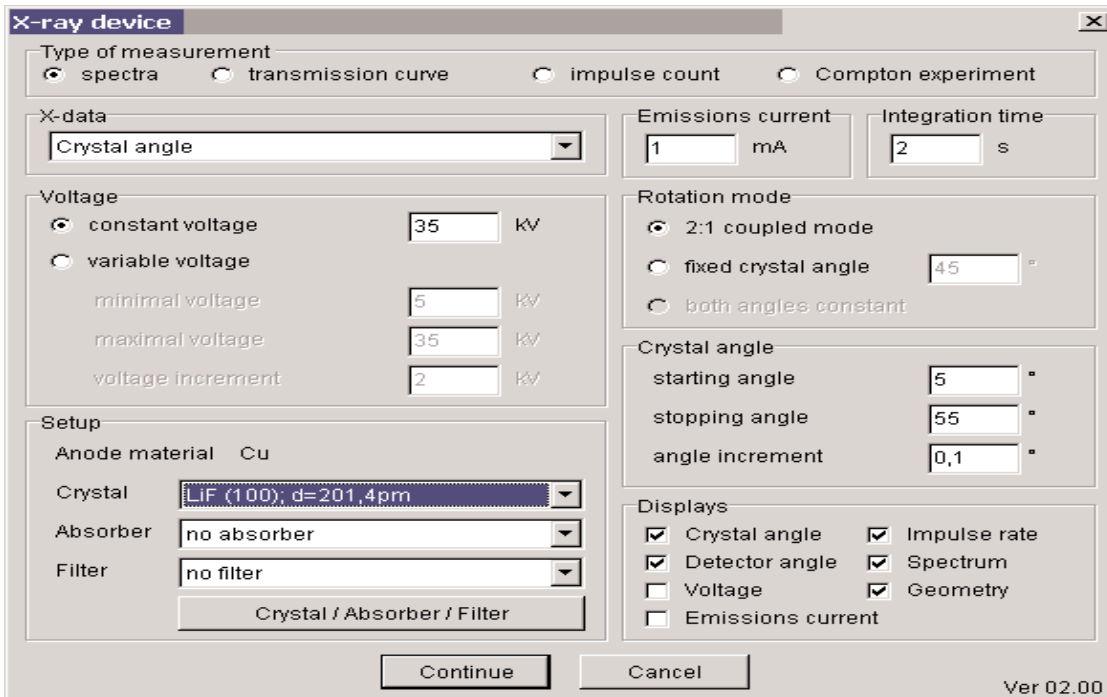 X-ray device
Type of measurement
spectra transmission curve impulse count Compton experiment
X-data
Crystal angle
Emissions current
1 mA
Integration time
2 s
Voltage
constant voltage 35 kV
variable voltage
minimal voltage 5 kV
maximal voltage 35 kV
voltage increment 2 kV
Rotation mode
2:1 coupled mode
fixed crystal angle 45 °
both angles constant
Crystal angle
starting angle 5 °
stopping angle 55 °
angle increment 0,1 °
Setup
Anode material Cu
Crystal LiF (100); d=201,4pm
Absorber no absorber
Filter no filter
Crystal / Absorber / Filter
Displays
Crystal angle Impulse rate
Detector angle Spectrum
Voltage Geometry
Emissions current
Continue Cancel
Ver 02.00